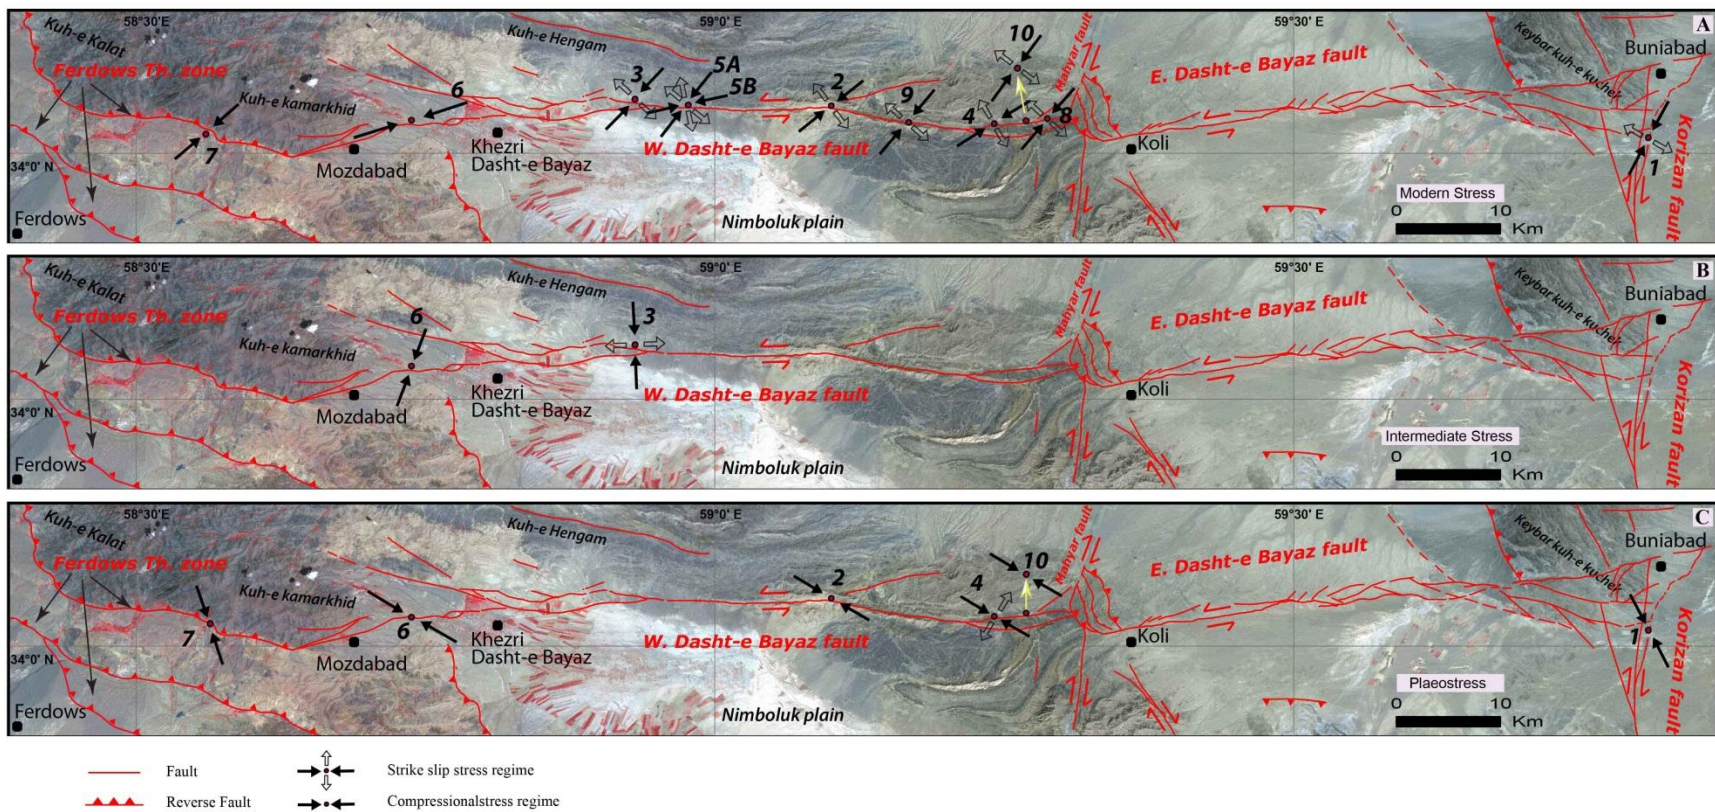 58°30'E
59°0' E
59°30' E
A
Kuh-e Kalat
Kuh-e Hengam
10
Mahyar fault
E. Dasht-e Bayaz fault
Keybar kuh-e kuchek
Buniabad
Ferdows Th. zone
6
3
5A
5B
2
9
4
8
Kuh-e kamarkhid
7
Khezri
Dasht-e Bayaz
W. Dasht-e Bayaz fault
Koli
1
Korizan fault
34°0' N
Mozdabad
Ferdows
Nimboluk plain
Modern Stress
0 10
Km
58°30'E
59°0' E
59°30' E
B
Kuh-e Kalat
Kuh-e Hengam
Mahyar fault
E. Dasht-e Bayaz fault
Keybar kuh-e kuchek
Buniabad
Ferdows Th. zone
6
3
Kuh-e kamarkhid
Khezri
Dasht-e Bayaz
W. Dasht-e Bayaz fault
Koli
Korizan fault
34°0' N
Mozdabad
Ferdows
Nimboluk plain
Intermediate Stress
0 10
Km
58°30'E
59°0' E
59°30' E
C
Kuh-e Kalat
Kuh-e Hengam
10
Mahyar fault
E. Dasht-e Bayaz fault
Keybar kuh-e kuchek
Buniabad
Ferdows Th. zone
2
4
Kuh-e kamarkhid
7
6
Khezri
Dasht-e Bayaz
W. Dasht-e Bayaz fault
Koli
1
Korizan fault
34°0' N
Mozdabad
Ferdows
Nimboluk plain
Plaeostress
0 10
Km
Fault
Strike slip stress regime
Reverse Fault
Compressionalstress regime